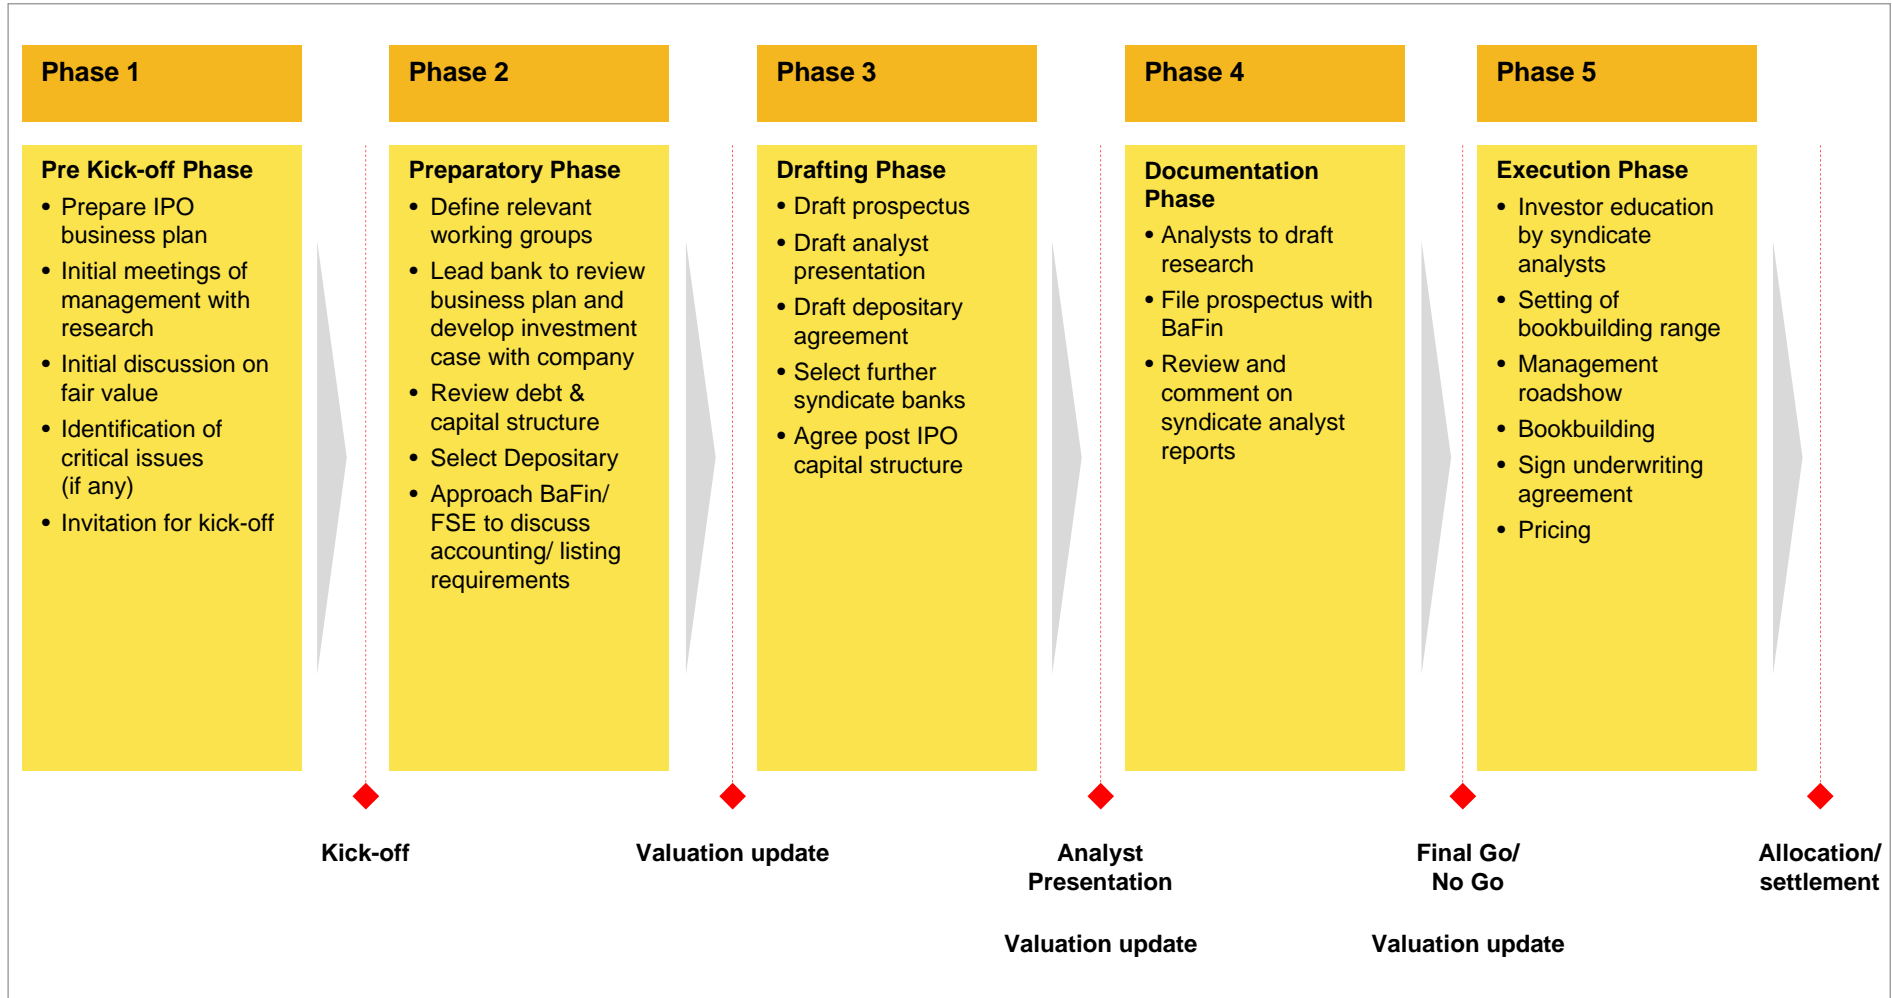 Phase 1
Pre Kick-off Phase
• Prepare IPO
business plan
• Initial meetings of
management with
research
• Initial discussion on
fair value
• Identification of
critical issues
(if any)
• Invitation for kick-off
Phase 2
Preparatory Phase
• Define relevant
working groups
• Lead bank to review
business plan and
develop investment
case with company
• Review debt &
capital structure
• Select Depositary
• Approach BaFin/
FSE to discuss
accounting/ listing
requirements
Phase 3
Drafting Phase
• Draft prospectus
• Draft analyst
presentation
• Draft depositary
agreement
• Select further
syndicate banks
• Agree post IPO
capital structure
Phase 4
Documentation
Phase
• Analysts to draft
research
• File prospectus with
BaFin
• Review and
comment on
syndicate analyst
reports
Phase 5
Execution Phase
• Investor education
by syndicate
analysts
• Setting of
bookbuilding range
• Management
roadshow
• Bookbuilding
• Sign underwriting
agreement
• Pricing
Kick-off
Valuation update
Analyst
Presentation
Valuation update
Final Go/
No Go
Valuation update
Allocation/
settlement